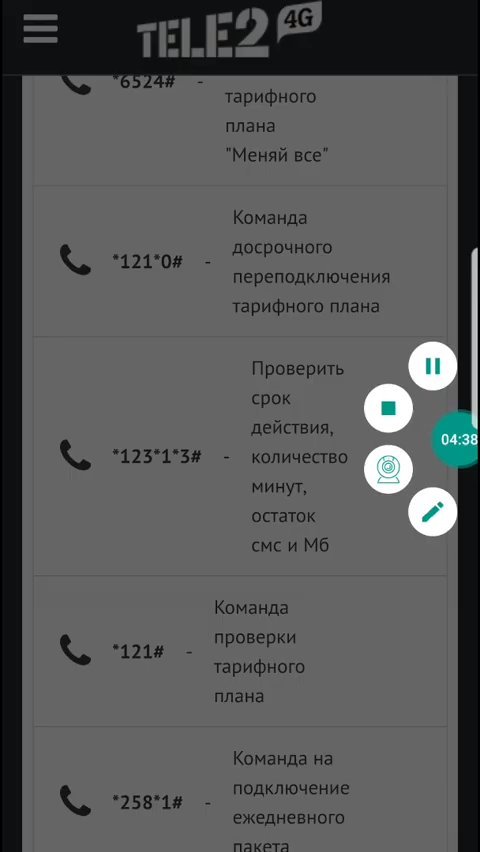 TELE2 4G
*6524# - тарифного
плана
"Меняй все"
Команда
досрочного
*121*0# - переподключения
тарифного плана
Проверить
срок
действия,
*123*1*3# - количество
минут,
остаток
смс и Мб
Команда
проверки
*121# - тарифного
плана
Команда на
подключение
*258*1# - ежедневного
пакета
04:38